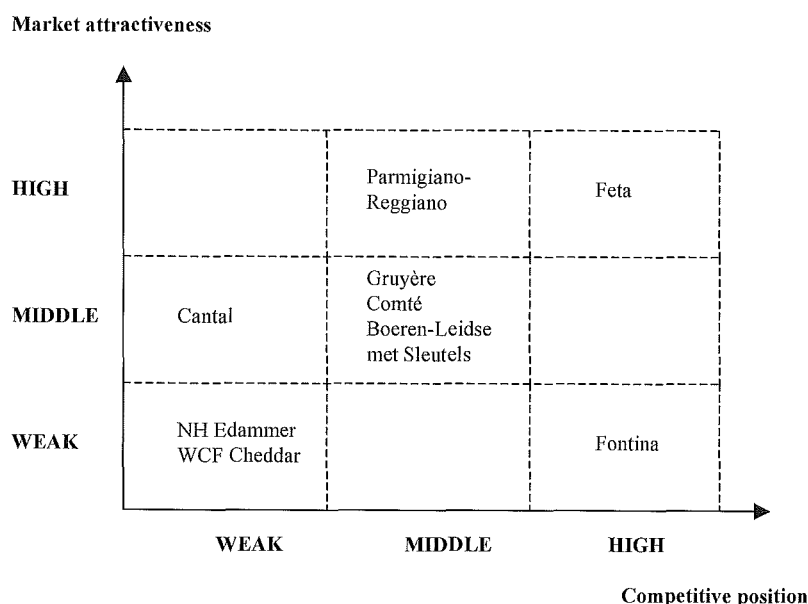 Market attractiveness
HIGH
Parmigiano-
Reggiano
Feta
MIDDLE
Cantal
Gruyère
Comté
Boeren-Leidse
met Sleutels
WEAK
NH Edammer
WCF Cheddar
Fontina
WEAK
MIDDLE
HIGH
Competitive position